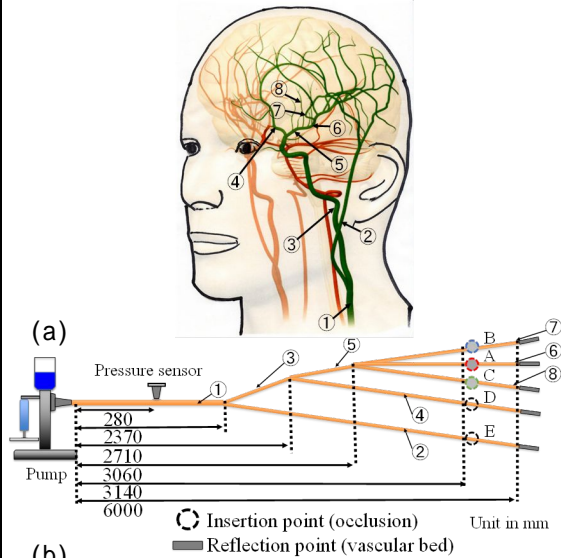 ⑧
⑦
⑥
⑤
④
③
②
①
(a)
⑦
B
Pressure sensor
⑤
③
A
⑥
①
C
⑧
D
④
280
E
2370
②
2710
Pump
3060
3140
6000
Insertion point (occlusion)
Unit in mm
Reflection point (vascular bed)